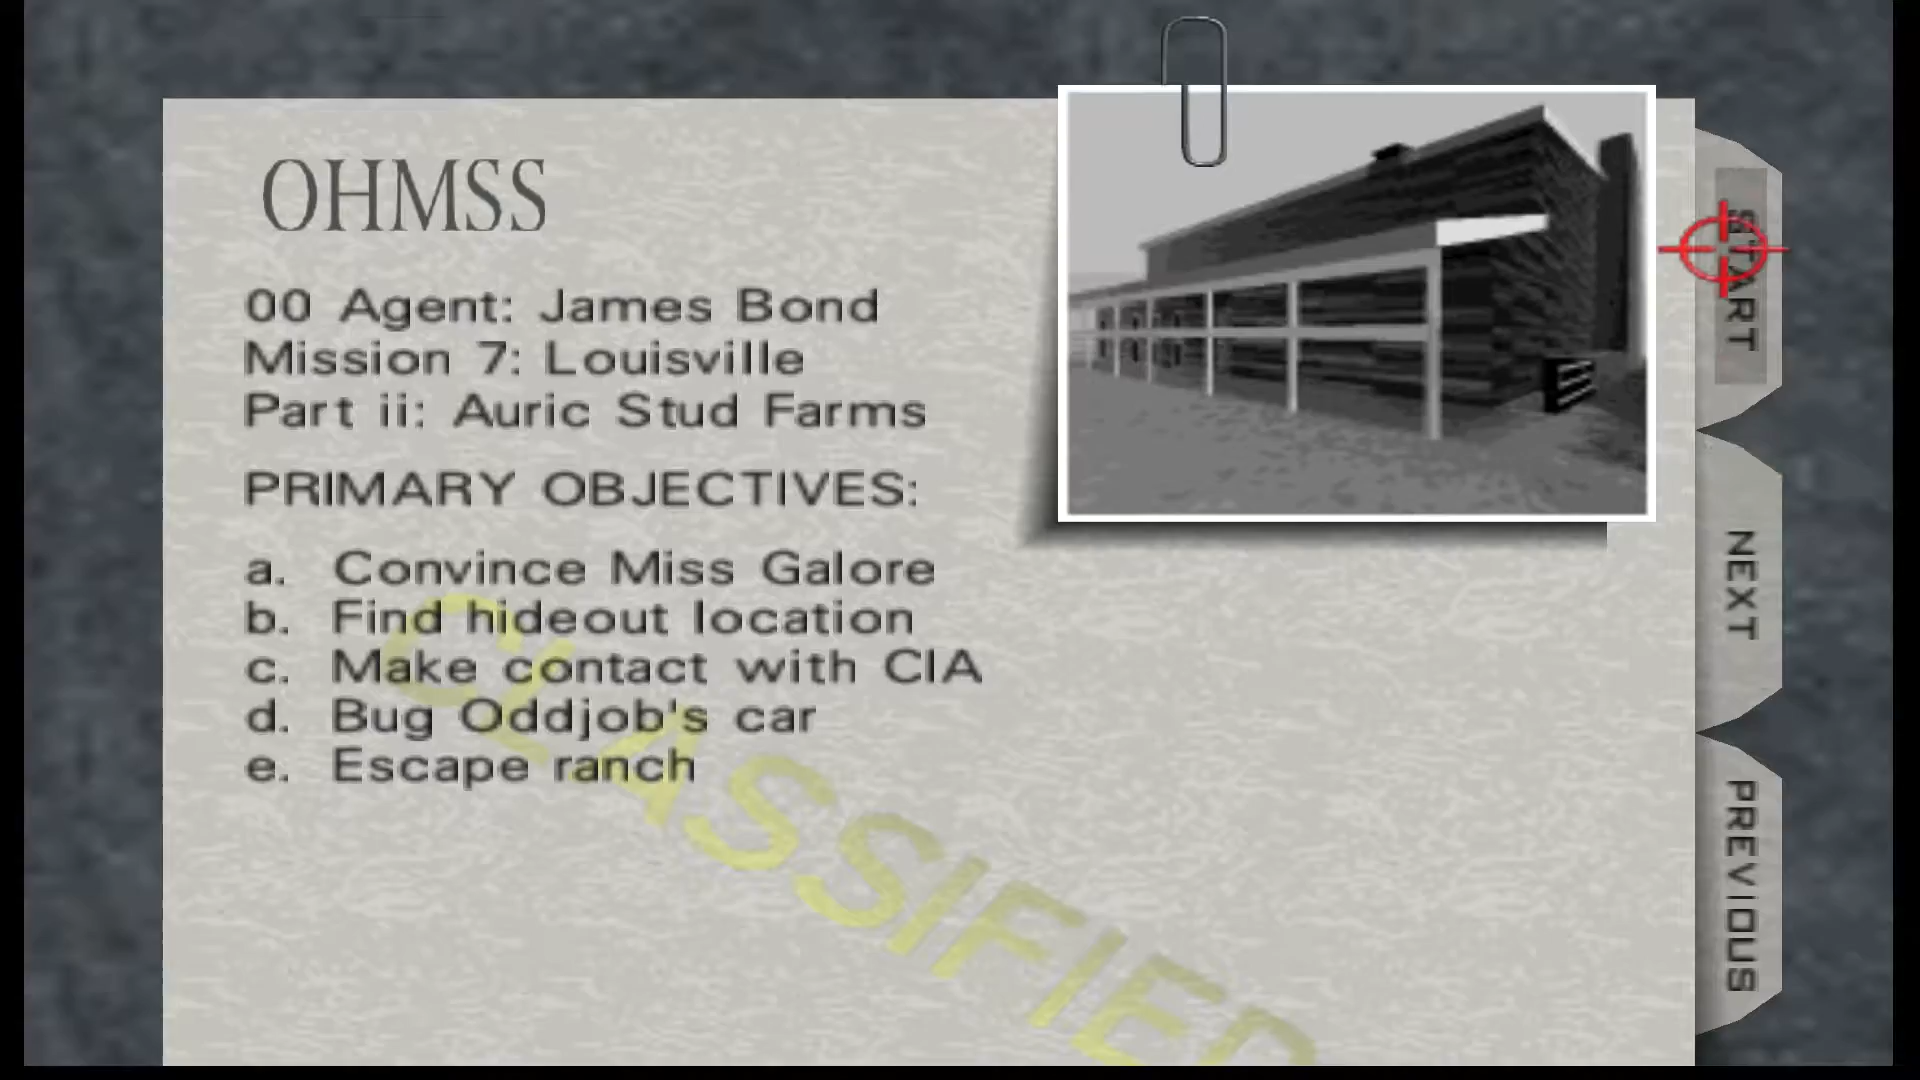 OHMSS
00 Agent: James Bond
Mission 7: Louisville
Part ii: Auric Stud Farms
PRIMARY OBJECTIVES:
a. Convince Miss Galore
b. Find hideout location
c. Make contact with CIA
d. Bug Oddjob's car
e. Escape ranch
CLASSIFIED
START
NEXT
PREVIOUS